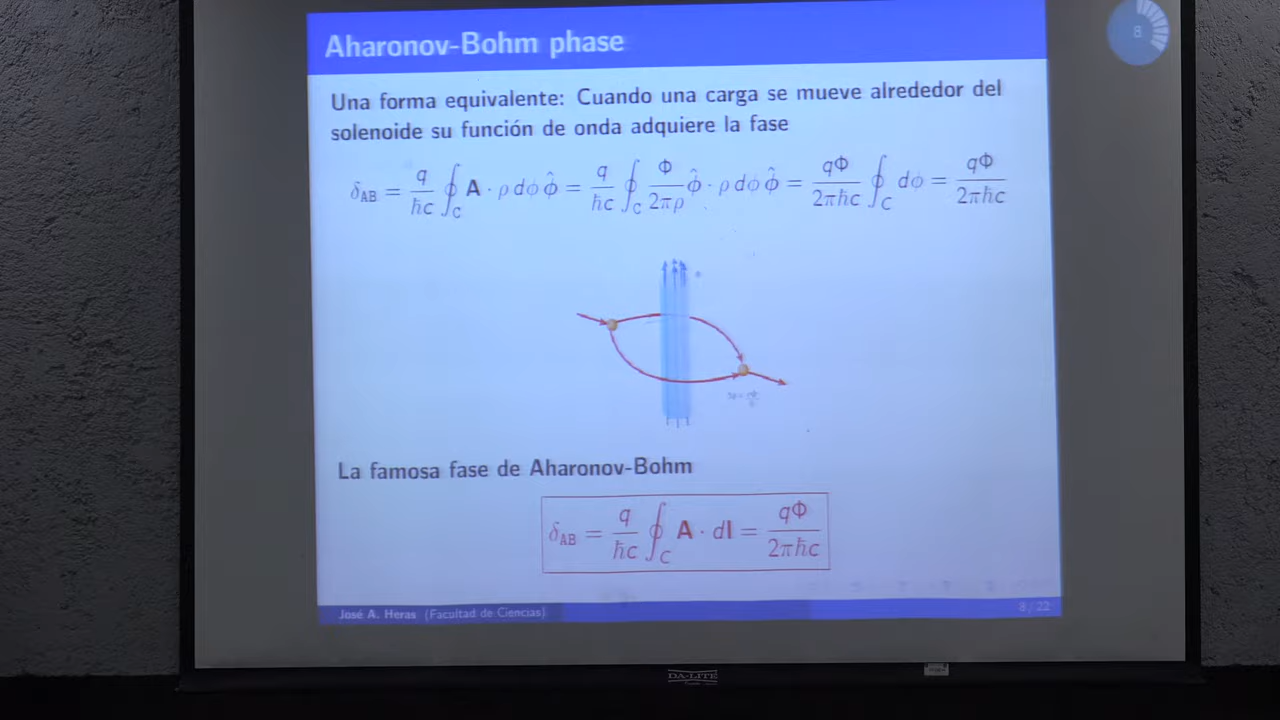 Aharonov-Bohm phase
8
Una forma equivalente: Cuando una carga se mueve alrededor del
solenoide su función de onda adquiere la fase
δ_AB = q/ħc ∮_C A · ρ dϕ ϕ̂ = q/ħc ∮_C Φ/2πρ ϕ̂ · ρ dϕ ϕ̂ = qΦ/2πħc ∮_C dϕ = qΦ/2πħc
La famosa fase de Aharonov-Bohm
δ_AB = q/ħc ∮_C A · dl = qΦ/2πħc
José A. Heras (Facultad de Ciencias)
8 / 22
DA-LITE